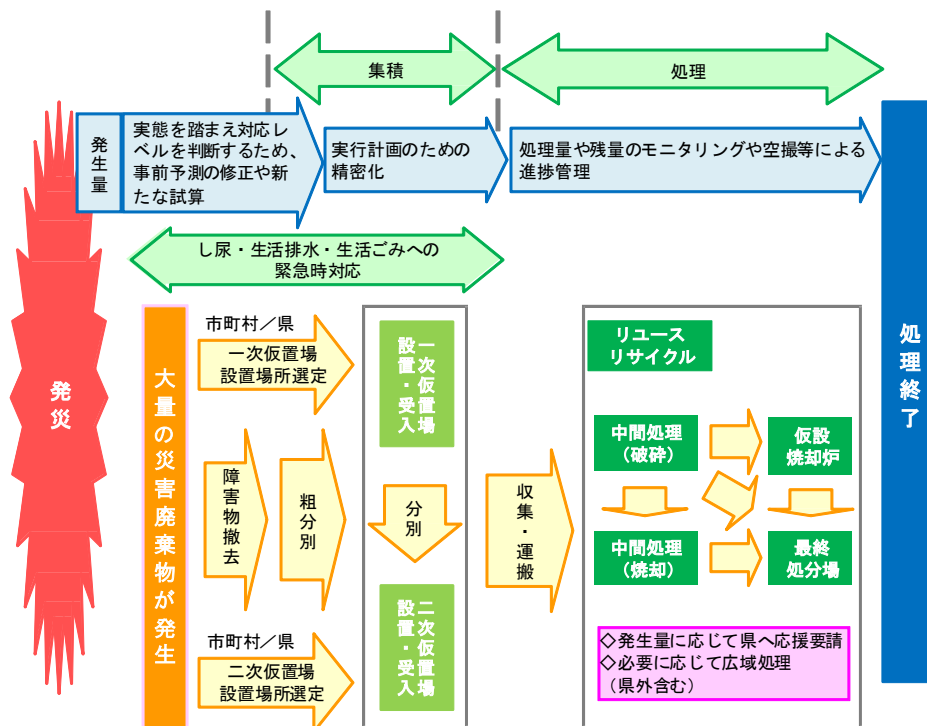 集積
処理
発生量
実態を踏まえ対応レ
ベルを判断するため、
事前予測の修正や新
たな試算
実行計画のための
精密化
処理量や残量のモニタリングや空撮等による
進捗管理
し尿・生活排水・生活ごみへの
緊急時対応
発災
大量の災害廃棄物が発生
市町村／県
一次仮置場
設置場所選定
障害物撤去
粗分別
市町村／県
二次仮置場
設置場所選定
一次仮置場
設置・受入
分別
二次仮置場
設置・受入
収集・運搬
リユース
リサイクル
中間処理
（破砕）
仮設
焼却炉
中間処理
（焼却）
最終
処分場
◇発生量に応じて県へ応援要請
◇必要に応じて広域処理
（県外含む）
処理終了